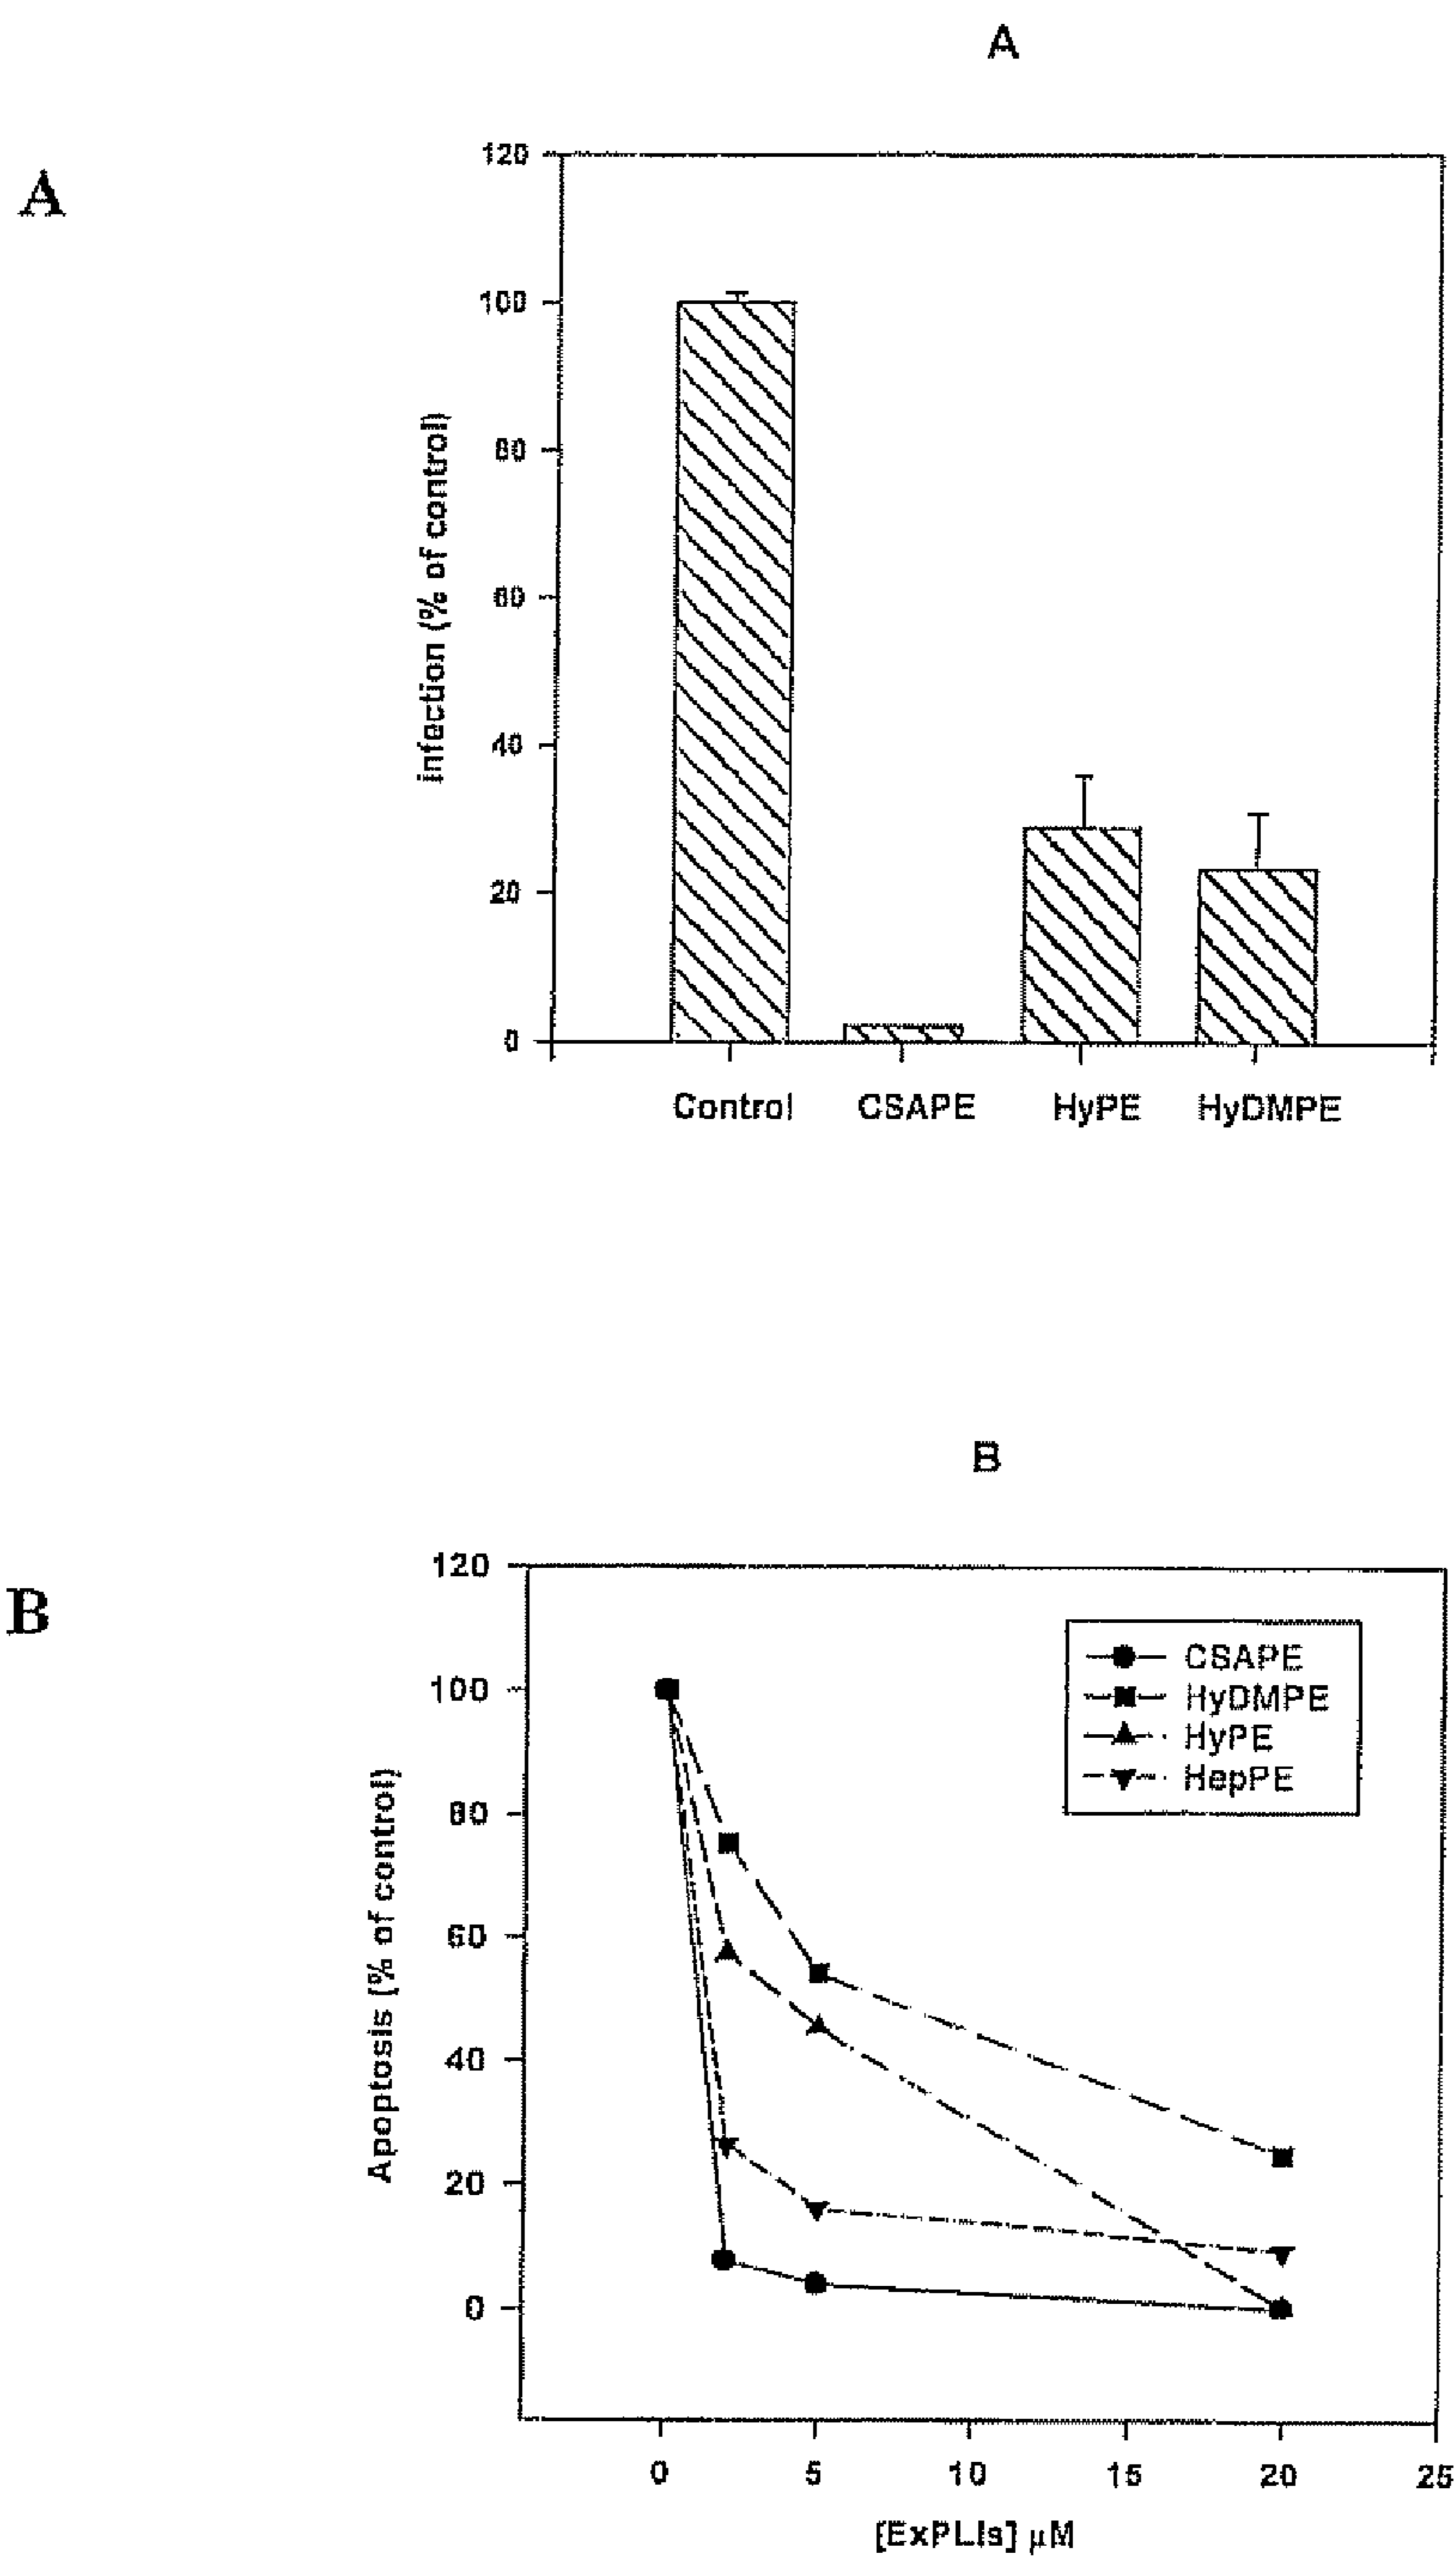 A
A
120
100
80
60
40
20
0
infection (% of control)
Control CSAPE HyPE HyDMPE
B
B
120
100
80
60
40
20
0
Apoptosis (% of control)
CSAPE
HyDMPE
HyPE
HepPE
0 5 10 15 20 25
[ExPLIs] μM